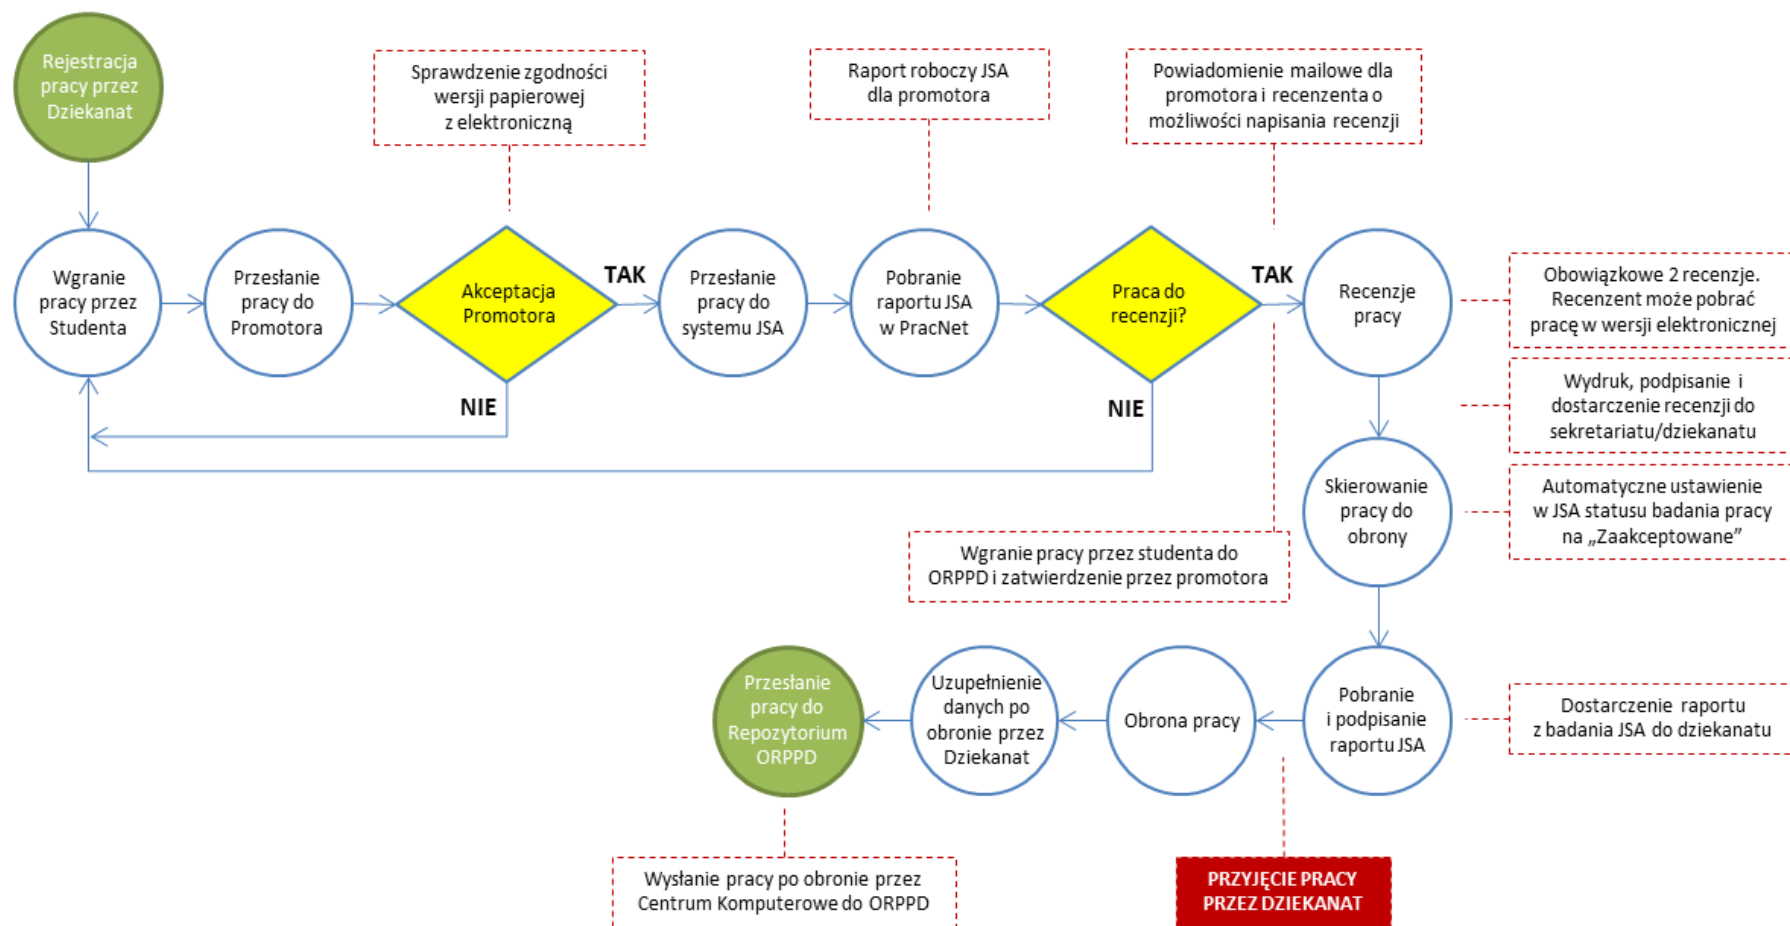 Rejestracja
pracy przez
Dziekanat
Sprawdzenie zgodności
wersji papierowej
z elektroniczną
Raport roboczy JSA
dla promotora
Powiadomienie mailowe dla
promotora i recenzenta o
możliwości napisania recenzji
Wgranie
pracy przez
Studenta
Przesłanie
pracy do
Promotora
Akceptacja
Promotora
TAK
NIE
Przesłanie
pracy do
systemu JSA
Pobranie
raportu JSA
w PracNet
Praca do
recenzji?
TAK
NIE
Recenzje
pracy
Obowiązkowe 2 recenzje.
Recenzent może pobrać
pracę w wersji elektronicznej
Wydruk, podpisanie i
dostarczenie recenzji do
sekretariatu/dziekanatu
Skierowanie
pracy do
obrony
Automatyczne ustawienie
w JSA statusu badania pracy
na „Zaakceptowane”
Wgranie pracy przez studenta do
ORPPD i zatwierdzenie przez promotora
Przesłanie
pracy do
Repozytorium
ORPPD
Uzupełnienie
danych po
obronie przez
Dziekanat
Obrona pracy
Pobranie
i podpisanie
raportu JSA
Dostarczenie raportu
z badania JSA do dziekanatu
Wysłanie pracy po obronie przez
Centrum Komputerowe do ORPPD
PRZYJĘCIE PRACY
PRZEZ DZIEKANAT